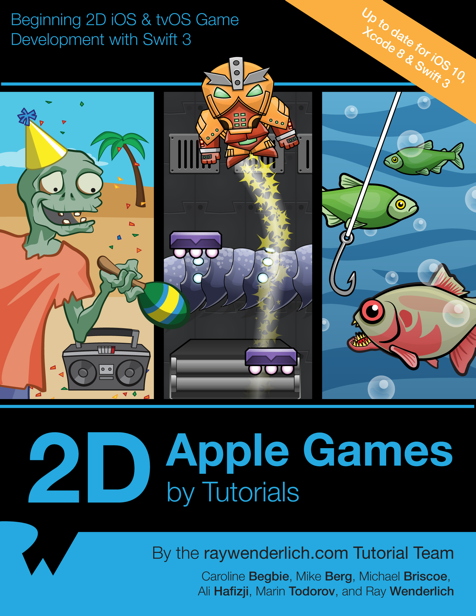 Beginning 2D iOS & tvOS Game
Development with Swift 3
Up to date for iOS 10,
Xcode 8 & Swift 3
2D Apple Games
by Tutorials
By the raywenderlich.com Tutorial Team
Caroline Begbie, Mike Berg, Michael Briscoe,
Ali Hafizji, Marin Todorov, and Ray Wenderlich